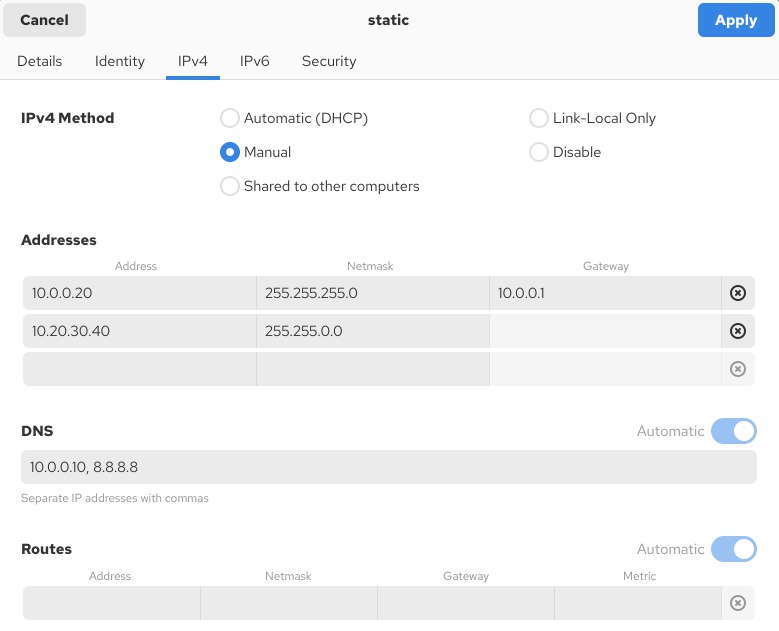 Cancel static Apply
Details Identity IPv4 IPv6 Security
IPv4 Method Automatic (DHCP) Link-Local Only
Manual Disable
Shared to other computers
Addresses
Address Netmask Gateway
10.0.0.20 255.255.255.0 10.0.0.1
10.20.30.40 255.255.0.0
DNS Automatic
10.0.0.10, 8.8.8.8
Separate IP addresses with commas
Routes Automatic
Address Netmask Gateway Metric